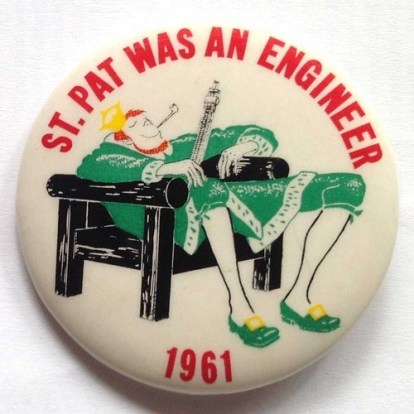 ST. PAT WAS AN ENGINEER
1961